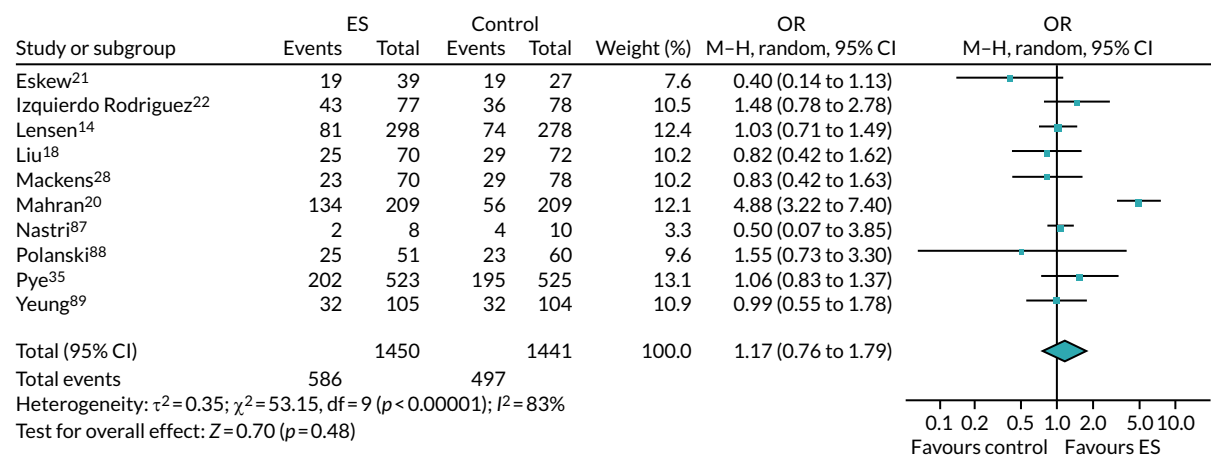 ES Control OR OR
Study or subgroup Events Total Events Total Weight (%) M–H, random, 95% CI M–H, random, 95% CI
Eskew21 19 39 19 27 7.6 0.40 (0.14 to 1.13)
Izquierdo Rodriguez22 43 77 36 78 10.5 1.48 (0.78 to 2.78)
Lensen14 81 298 74 278 12.4 1.03 (0.71 to 1.49)
Liu18 25 70 29 72 10.2 0.82 (0.42 to 1.62)
Mackens28 23 70 29 78 10.2 0.83 (0.42 to 1.63)
Mahran20 134 209 56 209 12.1 4.88 (3.22 to 7.40)
Nastri87 2 8 4 10 3.3 0.50 (0.07 to 3.85)
Polanski88 25 51 23 60 9.6 1.55 (0.73 to 3.30)
Pye35 202 523 195 525 13.1 1.06 (0.83 to 1.37)
Yeung89 32 105 32 104 10.9 0.99 (0.55 to 1.78)
Total (95% CI) 1450 1441 100.0 1.17 (0.76 to 1.79)
Total events 586 497
Heterogeneity: τ2=0.35; χ2=53.15, df=9 (p<0.00001); I2=83%
Test for overall effect: Z=0.70 (p=0.48)
0.1 0.2 0.5 1.0 2.0 5.0 10.0
Favours control Favours ES